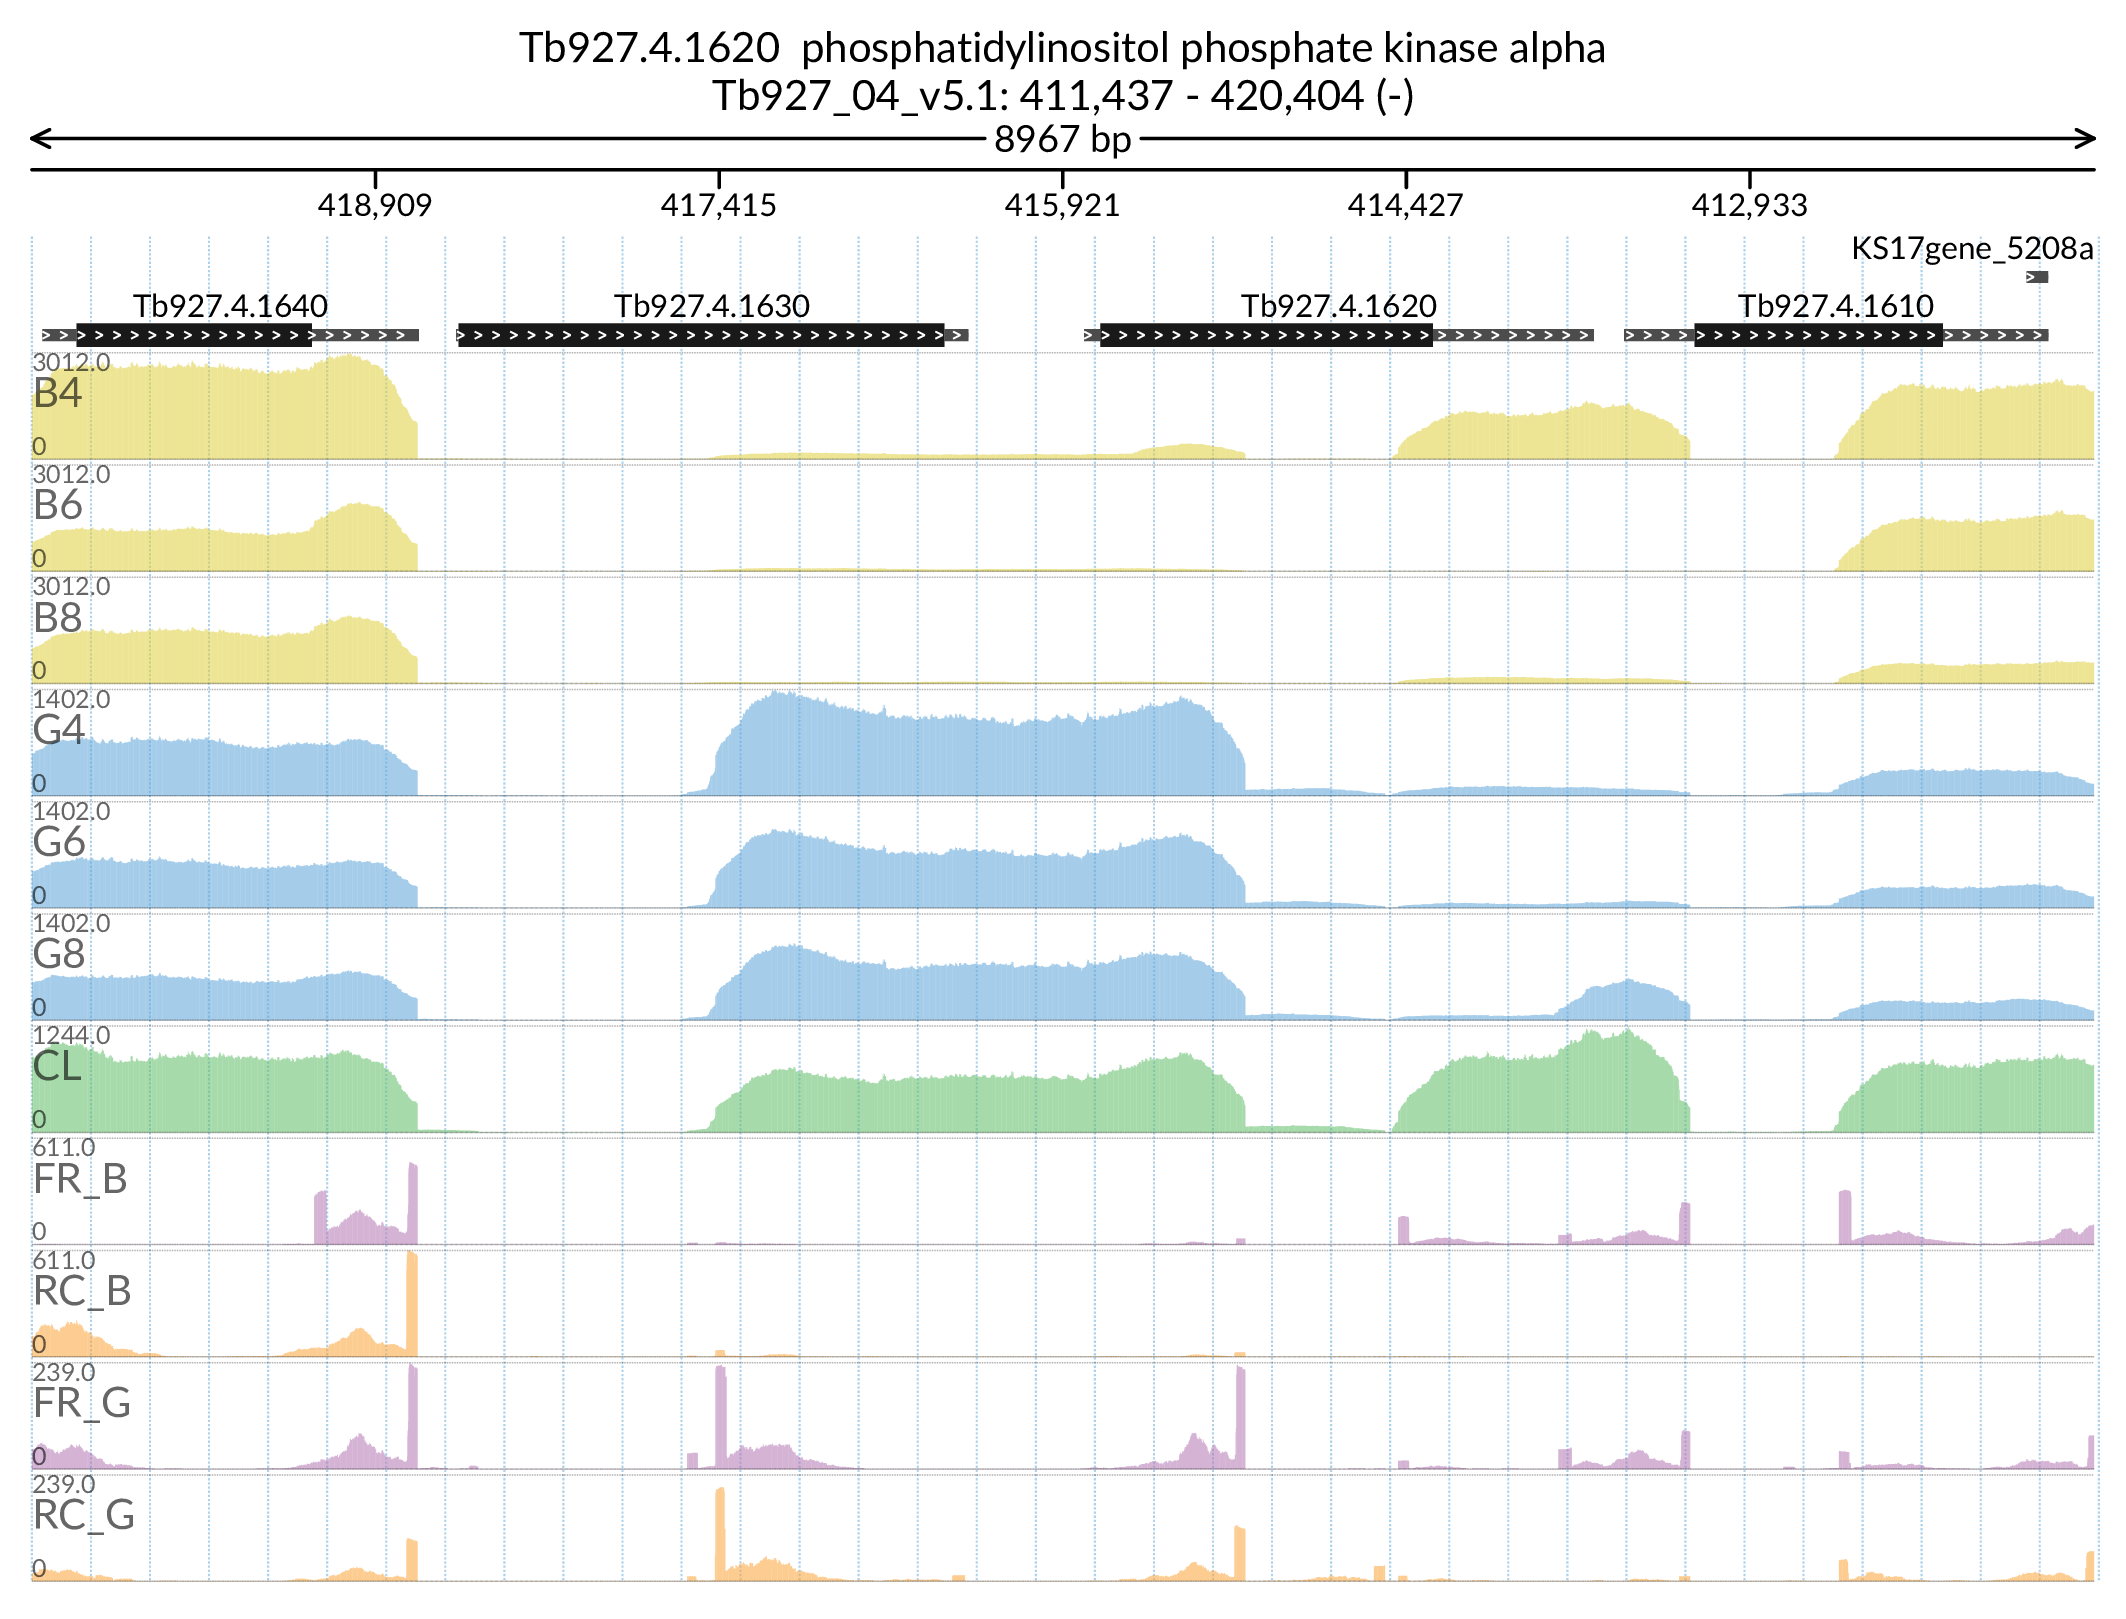 Tb927.4.1620  phosphatidylinositol phosphate kinase alpha
Tb927_04_v5.1: 411,437 - 420,404 (-)
8967 bp
418,909 417,415 415,921 414,427 412,933
KS17gene_5208a
Tb927.4.1640 Tb927.4.1630 Tb927.4.1620 Tb927.4.1610
3012.0
B4
0
3012.0
B6
0
3012.0
B8
0
1402.0
G4
0
1402.0
G6
0
1402.0
G8
0
1244.0
CL
0
611.0
FR_B
0
611.0
RC_B
0
239.0
FR_G
0
239.0
RC_G
0